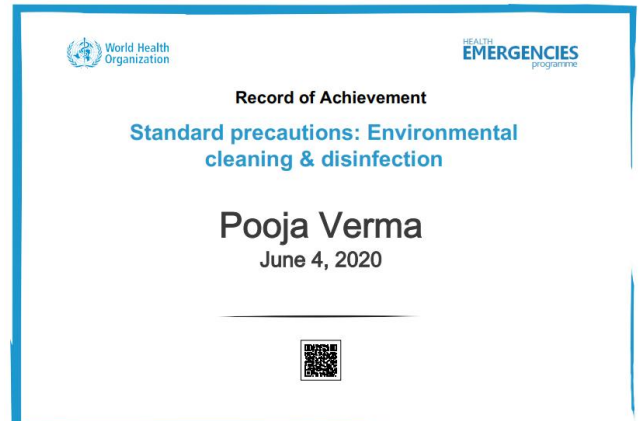 World Health
Organization
HEALTH
EMERGENCIES
programme
Record of Achievement
Standard precautions: Environmental
cleaning & disinfection
Pooja Verma
June 4, 2020